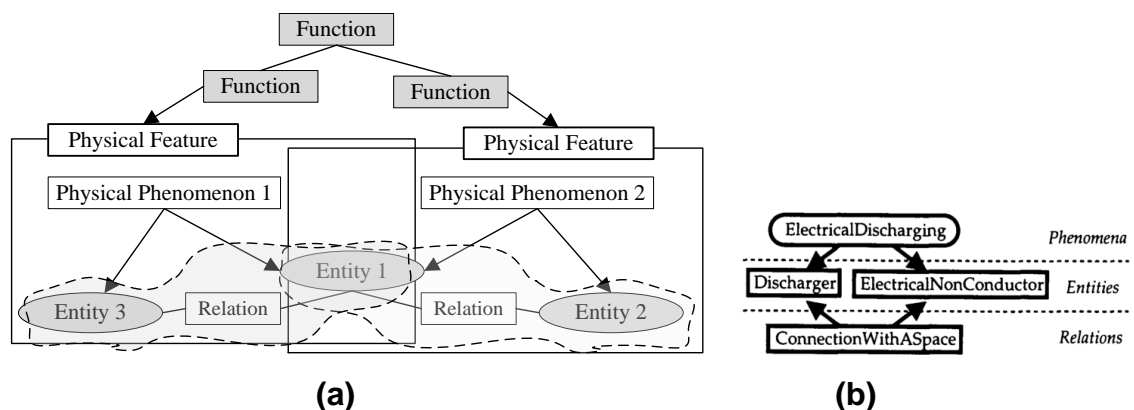 Function
Function
Function
Physical Feature
Physical Feature
Physical Phenomenon 1
Physical Phenomenon 2
Entity 1
Entity 3
Relation
Relation
Entity 2
(a)
ElectricalDischarging
Phenomena
Discharger
ElectricalNonConductor
Entities
ConnectionWithASpace
Relations
(b)